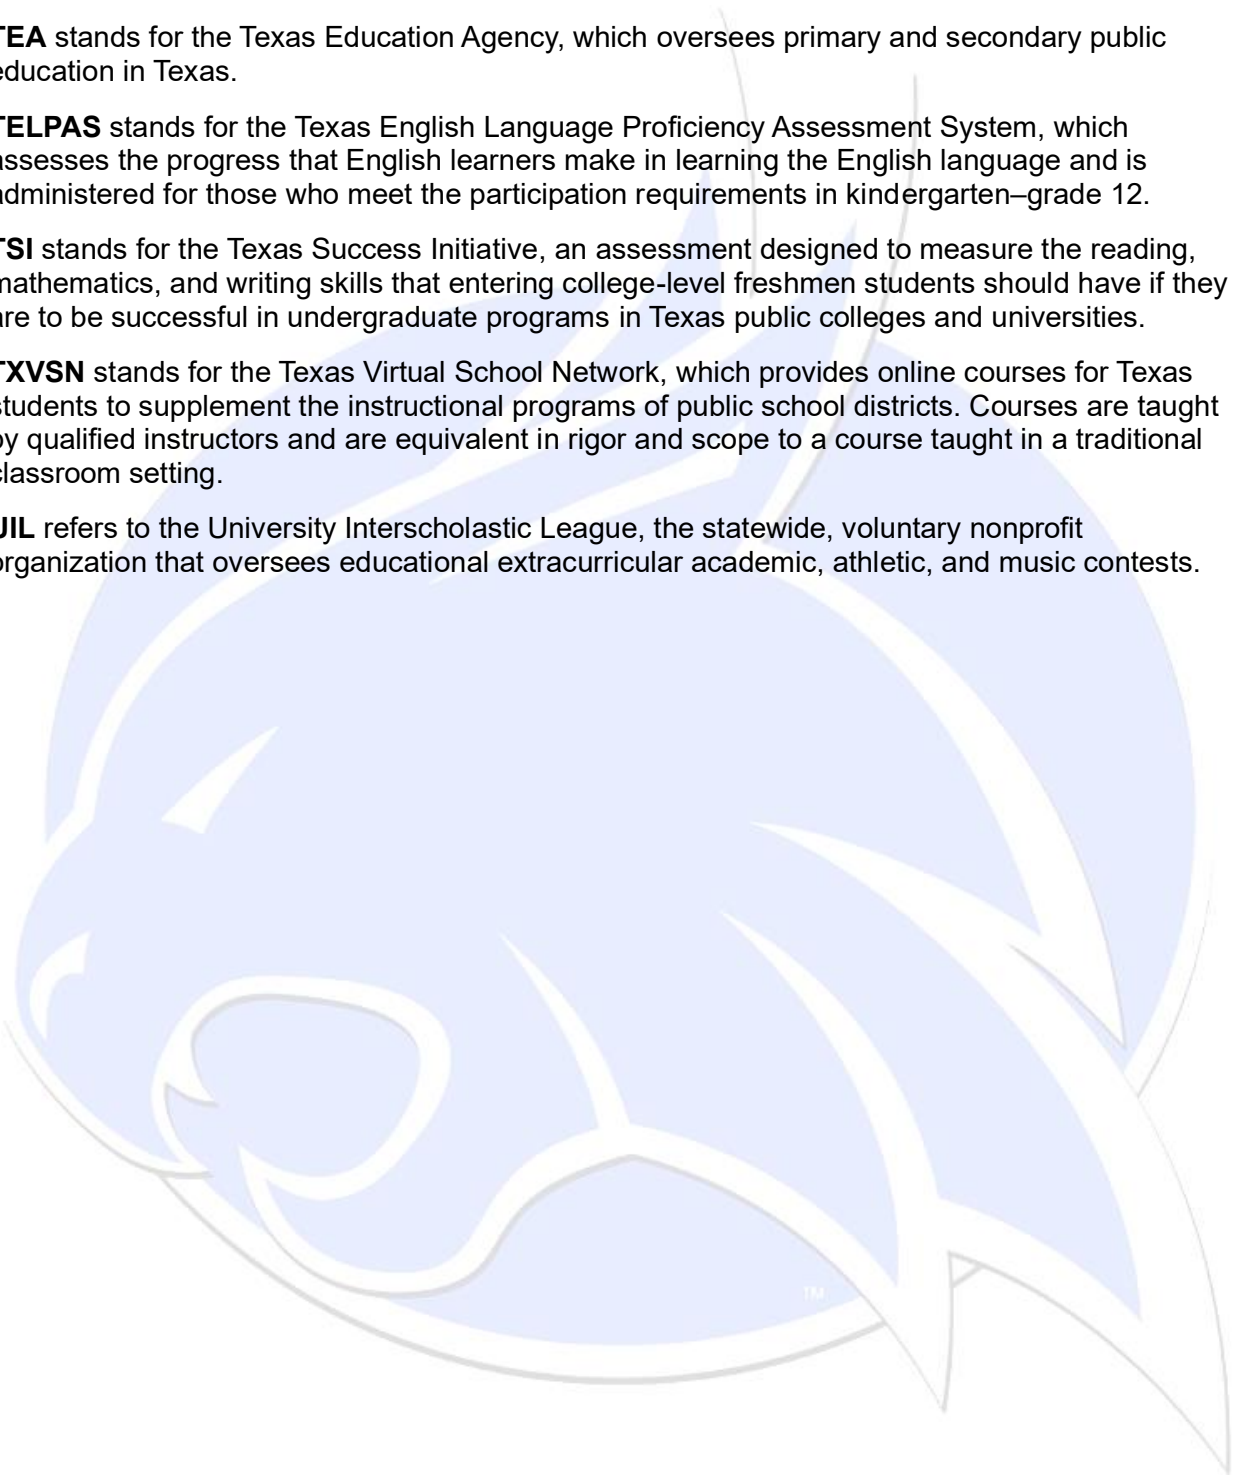 TEA stands for the Texas Education Agency, which oversees primary and secondary public
education in Texas.
TELPAS stands for the Texas English Language Proficiency Assessment System, which
assesses the progress that English learners make in learning the English language and is
administered for those who meet the participation requirements in kindergarten–grade 12.
TSI stands for the Texas Success Initiative, an assessment designed to measure the reading,
mathematics, and writing skills that entering college-level freshmen students should have if they
are to be successful in undergraduate programs in Texas public colleges and universities.
TXVSN stands for the Texas Virtual School Network, which provides online courses for Texas
students to supplement the instructional programs of public school districts. Courses are taught
by qualified instructors and are equivalent in rigor and scope to a course taught in a traditional
classroom setting.
UIL refers to the University Interscholastic League, the statewide, voluntary nonprofit
organization that oversees educational extracurricular academic, athletic, and music contests.
TM